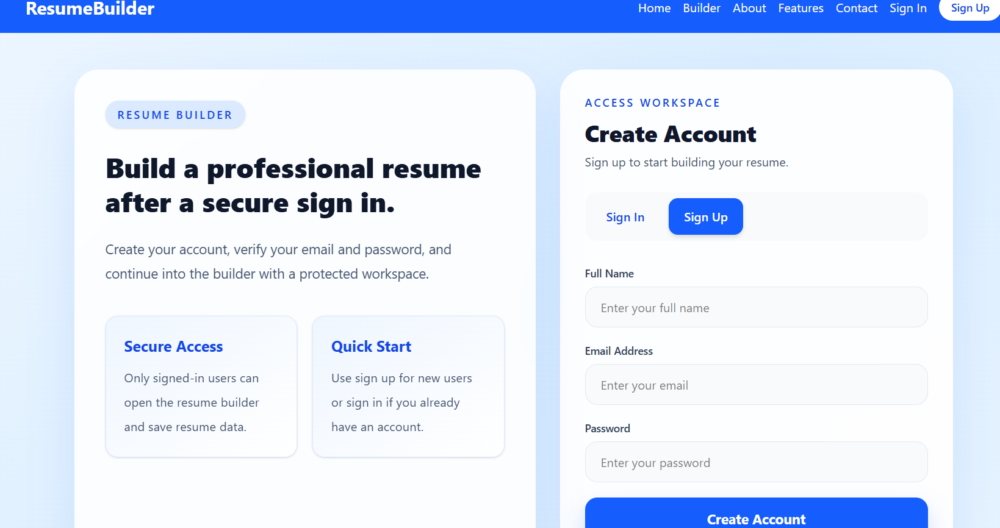 ResumeBuilder
Home Builder About Features Contact Sign In Sign Up
RESUME BUILDER
Build a professional resume
after a secure sign in.
Create your account, verify your email and password, and
continue into the builder with a protected workspace.
Secure Access
Only signed-in users can
open the resume builder
and save resume data.
Quick Start
Use sign up for new users
or sign in if you already
have an account.
ACCESS WORKSPACE
Create Account
Sign up to start building your resume.
Sign In Sign Up
Full Name
Enter your full name
Email Address
Enter your email
Password
Enter your password
Create Account